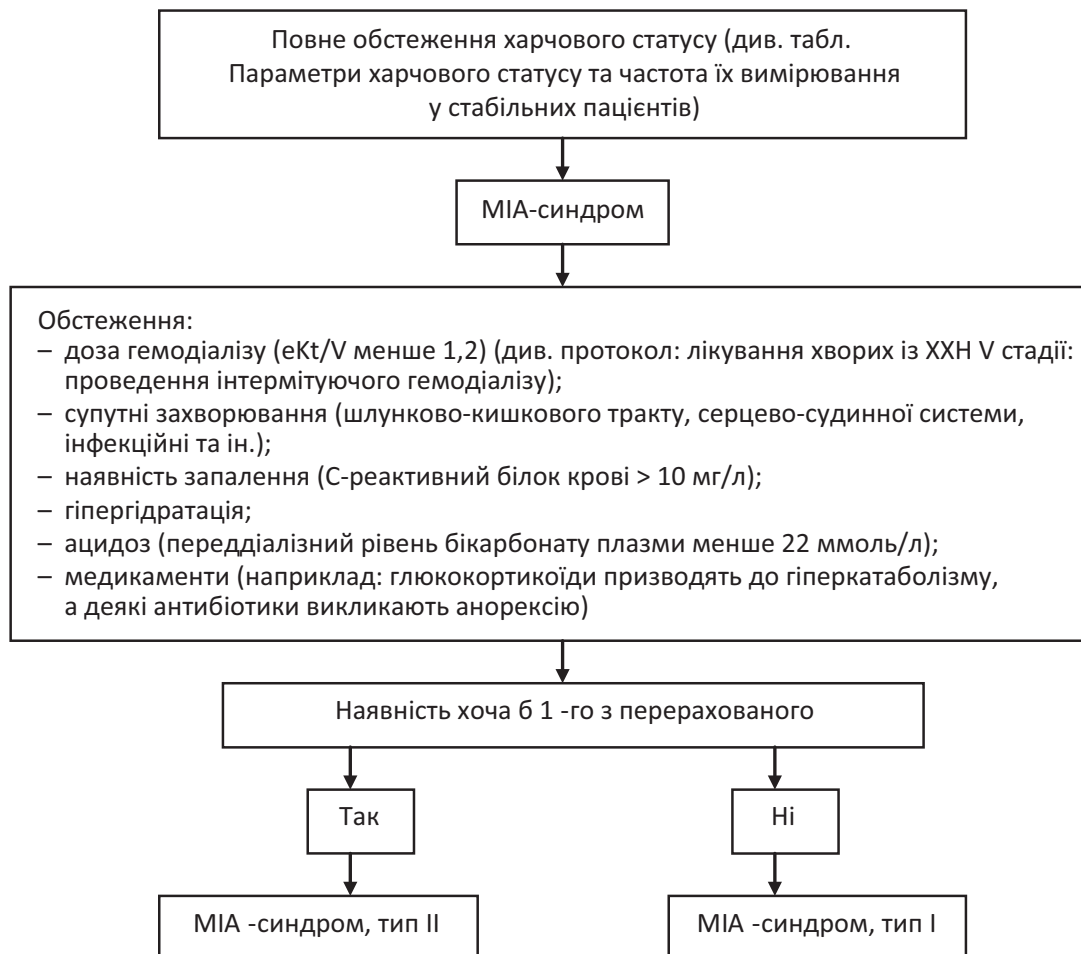 Повне обстеження харчового статусу (див. табл.
Параметри харчового статусу та частота їх вимірювання
у стабільних пацієнтів)
МІА-синдром
Обстеження:
– доза гемодіалізу (eKt/V менше 1,2) (див. протокол: лікування хворих із ХХН V стадії:
проведення інтермітуючого гемодіалізу);
– супутні захворювання (шлунково-кишкового тракту, серцево-судинної системи,
інфекційні та ін.);
– наявність запалення (С-реактивний білок крові > 10 мг/л);
– гіпергідратація;
– ацидоз (переддіалізний рівень бікарбонату плазми менше 22 ммоль/л);
– медикаменти (наприклад: глюкокортикоїди призводять до гіперкатаболізму,
а деякі антибіотики викликають анорексію)
Наявність хоча б 1 -го з перерахованого
Так
Ні
МІА -синдром, тип II
МІА -синдром, тип I